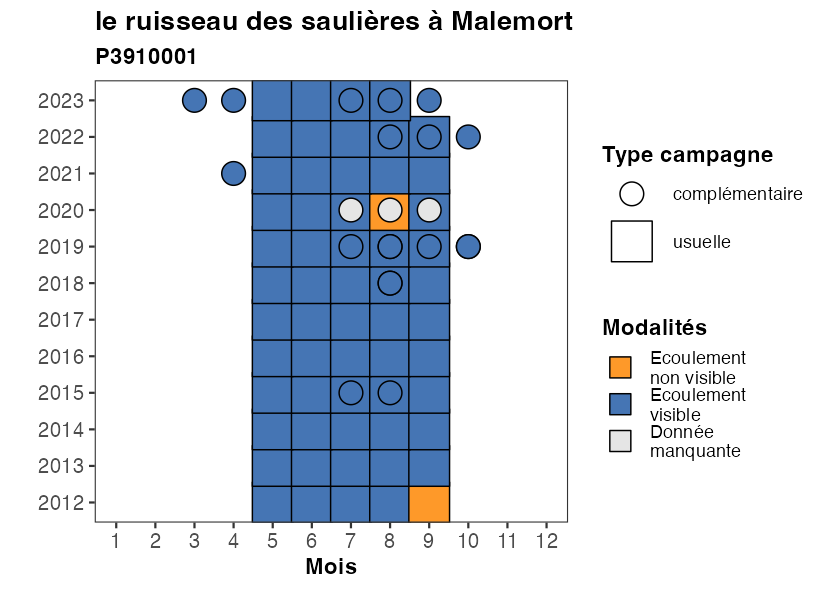 le ruisseau des saulières à Malemort
P3910001
2023
2022
2021
2020
2019
2018
2017
2016
2015
2014
2013
2012
1 2 3 4 5 6 7 8 9 10 11 12
Mois
Type campagne
complémentaire
usuelle
Modalités
Ecoulement
non visible
Ecoulement
visible
Donnée
manquante